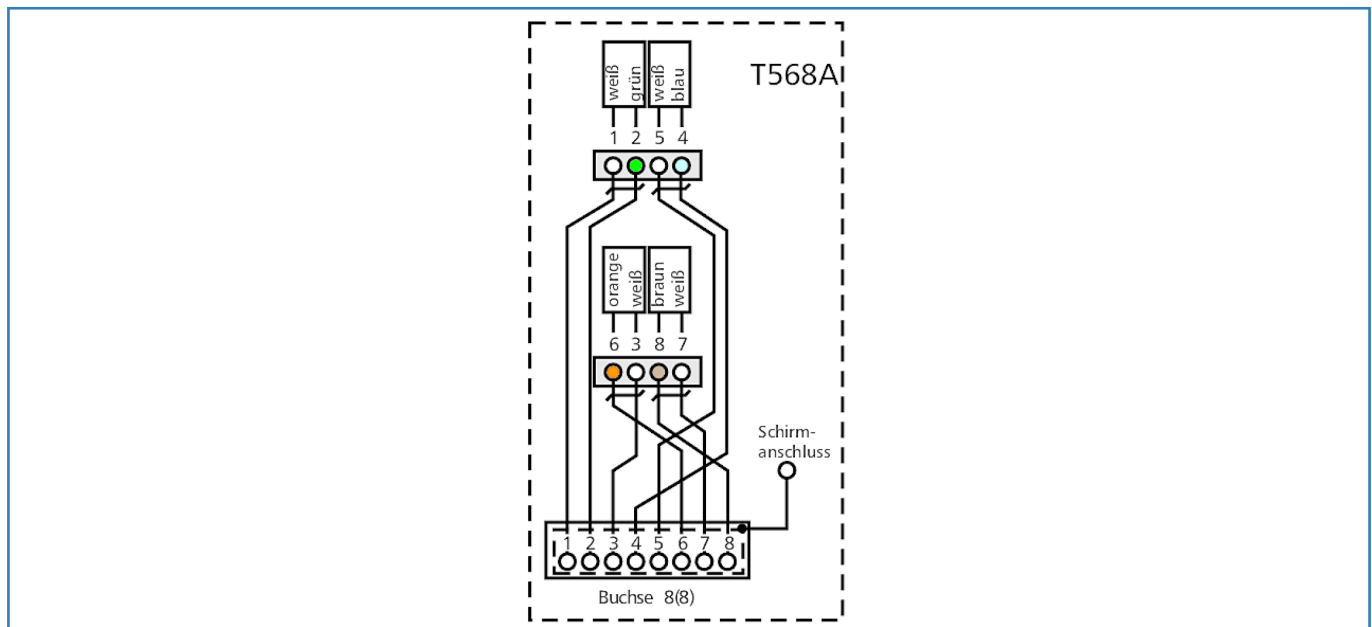 T568A
weiß grün weiß blau
1 2 5 4
orange weiß braun weiß
6 3 8 7
Schirm-
anschluss
1 2 3 4 5 6 7 8
Buchse 8(8)